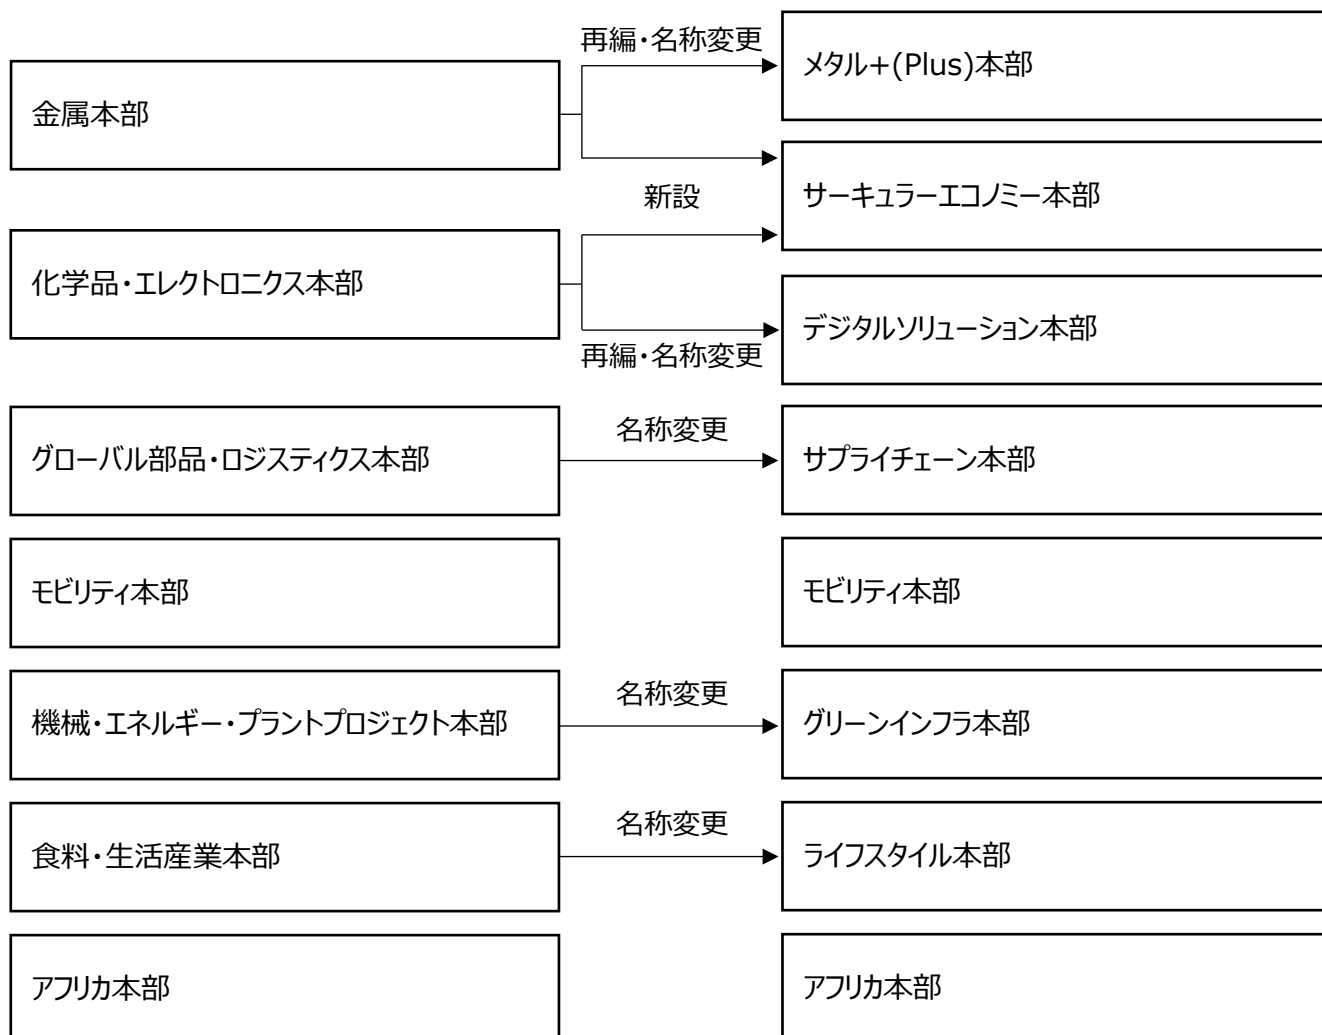 再編・名称変更
メタル+(Plus)本部
金属本部
新設
サーキュラーエコノミー本部
化学品・エレクトロニクス本部
再編・名称変更
デジタルソリューション本部
グローバル部品・ロジスティクス本部
名称変更
サプライチェーン本部
モビリティ本部
モビリティ本部
機械・エネルギー・プラントプロジェクト本部
名称変更
グリーンインフラ本部
食料・生活産業本部
名称変更
ライフスタイル本部
アフリカ本部
アフリカ本部